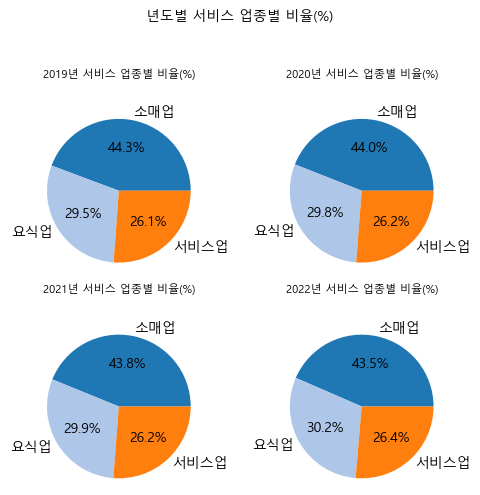 년도별 서비스 업종별 비율(%)
2019년 서비스 업종별 비율(%)
소매업
44.3%
29.5%
요식업
26.1%
서비스업
2020년 서비스 업종별 비율(%)
소매업
44.0%
29.8%
요식업
26.2%
서비스업
2021년 서비스 업종별 비율(%)
소매업
43.8%
29.9%
요식업
26.2%
서비스업
2022년 서비스 업종별 비율(%)
소매업
43.5%
30.2%
요식업
26.4%
서비스업